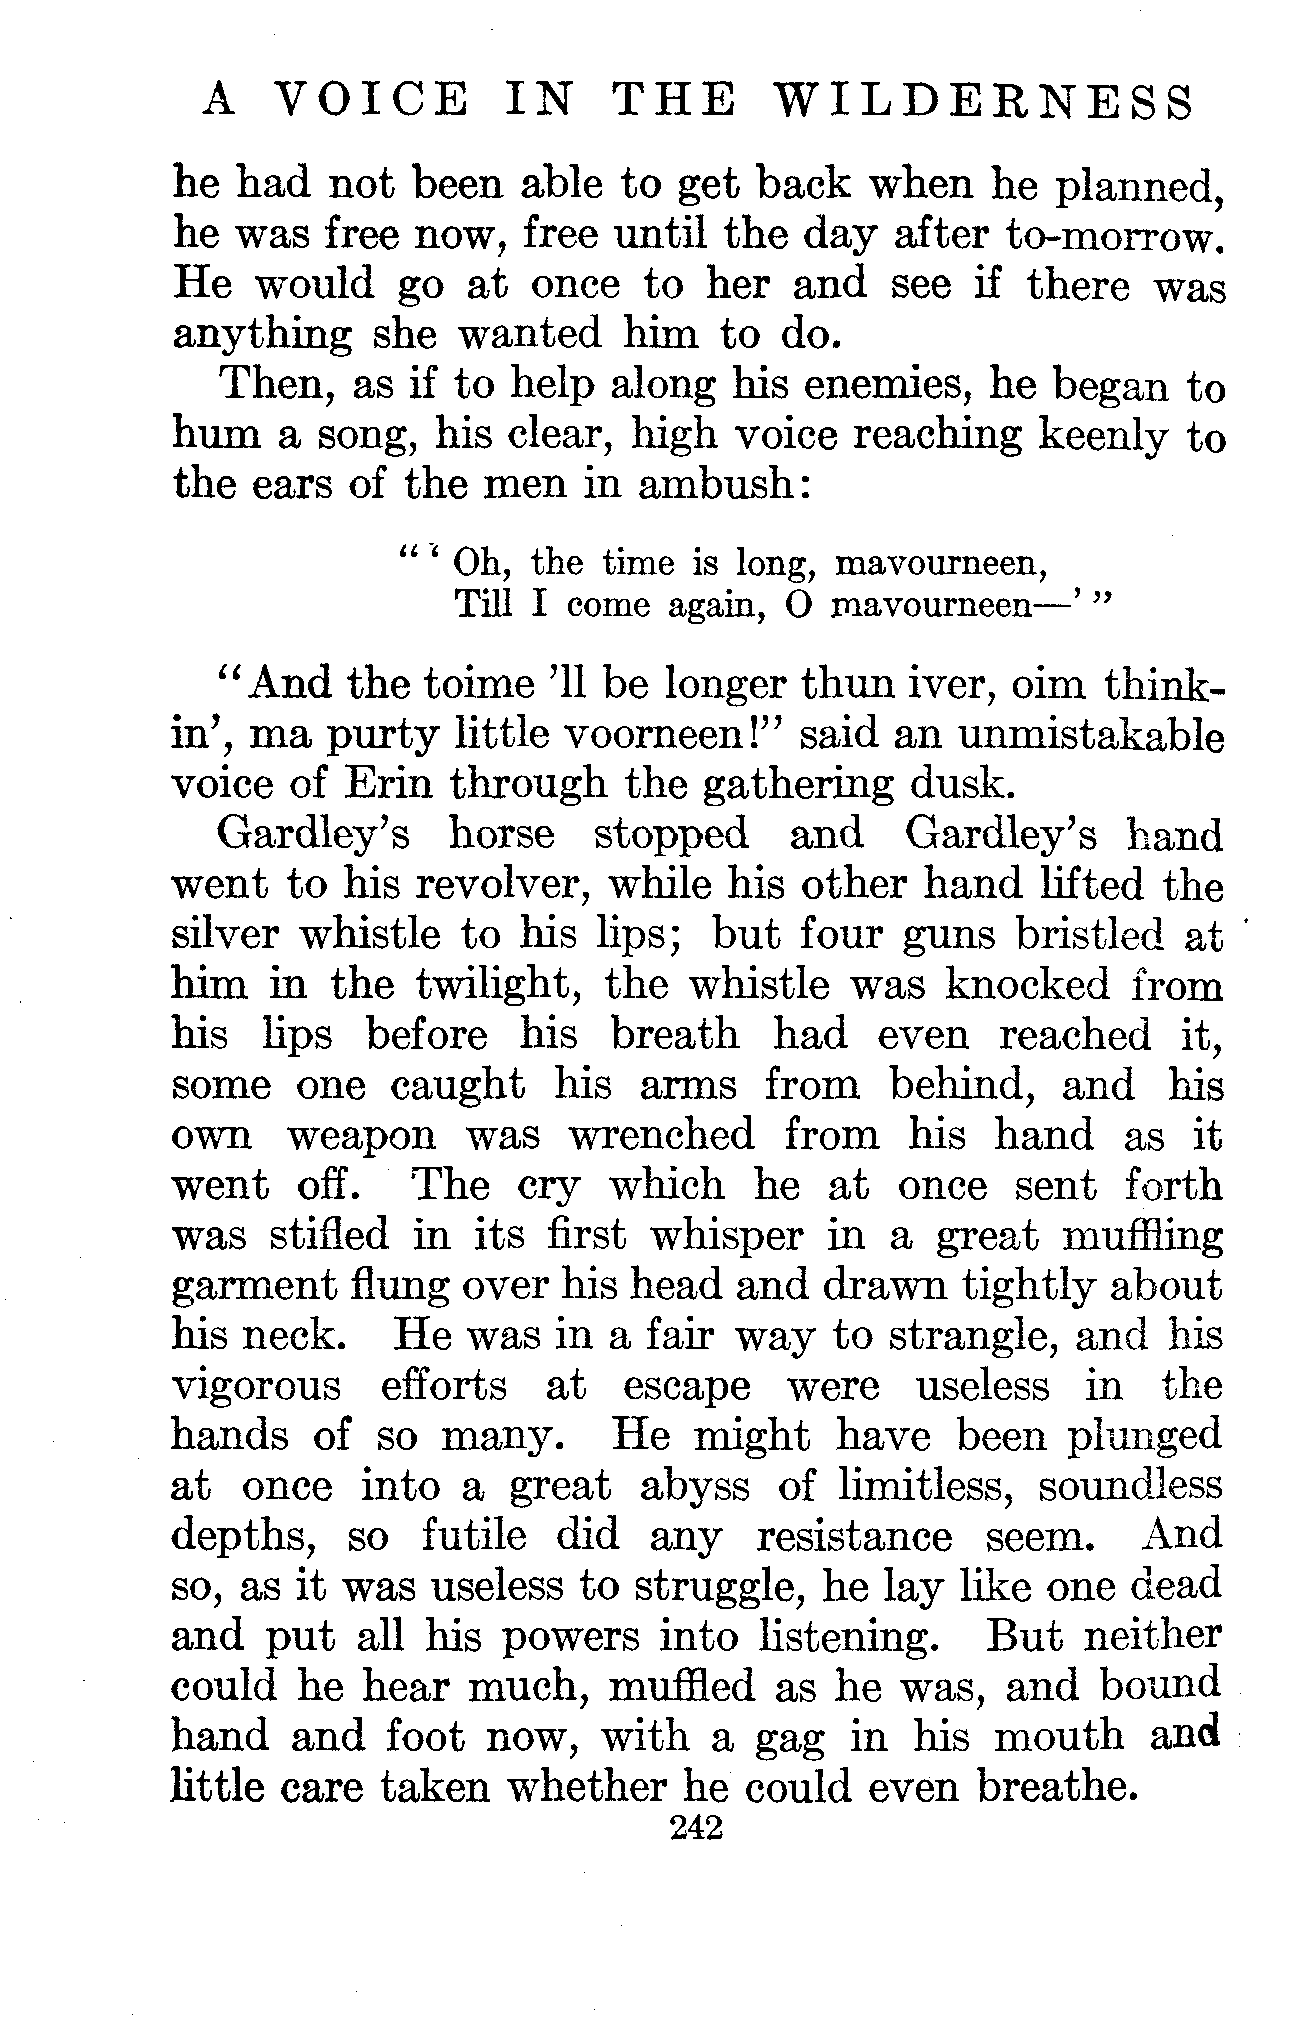 A VOICE IN THE WILDERNESS
he had not been able to get back when he planned,
he was free now, free until the day after to-morrow.
He would go at once to her and see if there was
anything she wanted him to do.
Then, as if to help along his enemies, he began to
hum a song, his clear, high voice reaching keenly to
the ears of the men in ambush:
"'Oh, the time is long, mavourneen,
Till I come again, O mavourneen—'"
"And the toime 'll be longer thun iver, oim think-
in', ma purty little voorneen!" said an unmistakable
voice of Erin through the gathering dusk.
Gardley's horse stopped and Gardley's hand
went to his revolver, while his other hand lifted the
silver whistle to his lips; but four guns bristled at
him in the twilight, the whistle was knocked from
his lips before his breath had even reached it,
some one caught his arms from behind, and his
own weapon was wrenched from his hand as it
went off. The cry which he at once sent forth
was stifled in its first whisper in a great muffling
garment flung over his head and drawn tightly about
his neck. He was in a fair way to strangle, and his
vigorous efforts at escape were useless in the
hands of so many. He might have been plunged
at once into a great abyss of limitless, soundless
depths, so futile did any resistance seem. And
so, as it was useless to struggle, he lay like one dead
and put all his powers into listening. But neither
could he hear much, muffled as he was, and bound
hand and foot now, with a gag in his mouth and
little care taken whether he could even breathe.
242